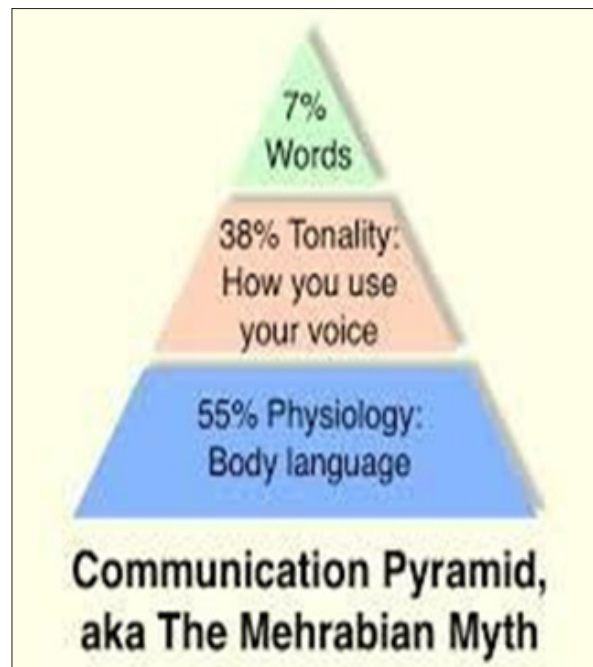 7%
Words
38% Tonality:
How you use
your voice
55% Physiology:
Body language
Communication Pyramid,
aka The Mehrabian Myth